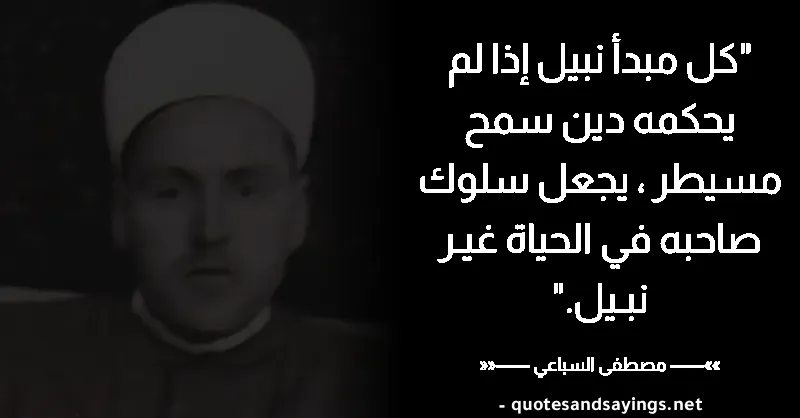 "كل مبدأ نبيل إذا لم
يحكمه دين سمح
مسيطر ، يجعل سلوك
صاحبه في الحياة غير
نبيل."
»»—— مصطفى السباعي ——««
- quotesandsayings.net